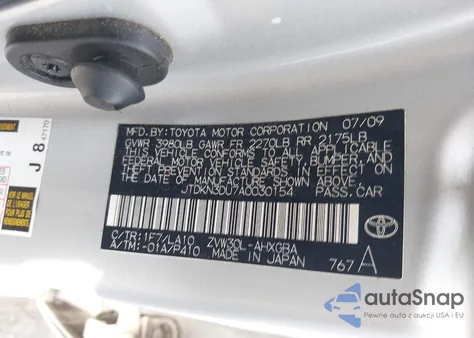 J 8
47170
MFD. BY: TOYOTA MOTOR CORPORATION 07/09
GVWR 3980LB GAWR FR 2270LB RR 2175LB
THIS VEHICLE CONFORMS TO ALL APPLICABLE
FEDERAL MOTOR VEHICLE SAFETY, BUMPER, AND
THEFT PREVENTION STANDARDS IN EFFECT ON
THE DATE OF MANUFACTURE SHOWN ABOVE.
JTDKN3DU7A0030154 PASS.CAR
C/TR: 1F7/LA10 ZVW30L-AHXGBA
A/TM: -01A/P410 MADE IN JAPAN 767 A
TOYOTA
autoSnap
Pewne auta z aukcji USA i EU